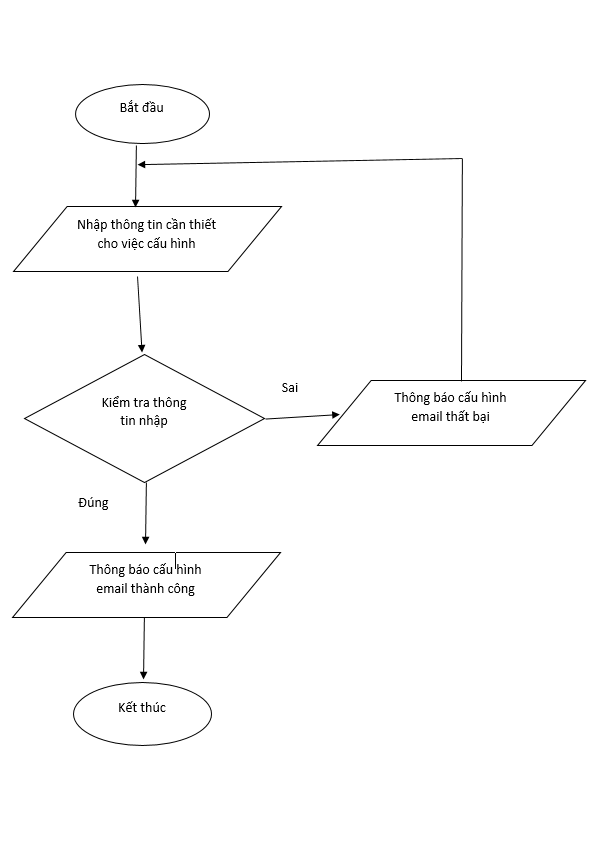 Bắt đầu
Nhập thông tin cần thiết
cho việc cấu hình
Kiểm tra thông
tin nhập
Sai
Thông báo cấu hình
email thất bại
Đúng
Thông báo cấu hình
email thành công
Kết thúc